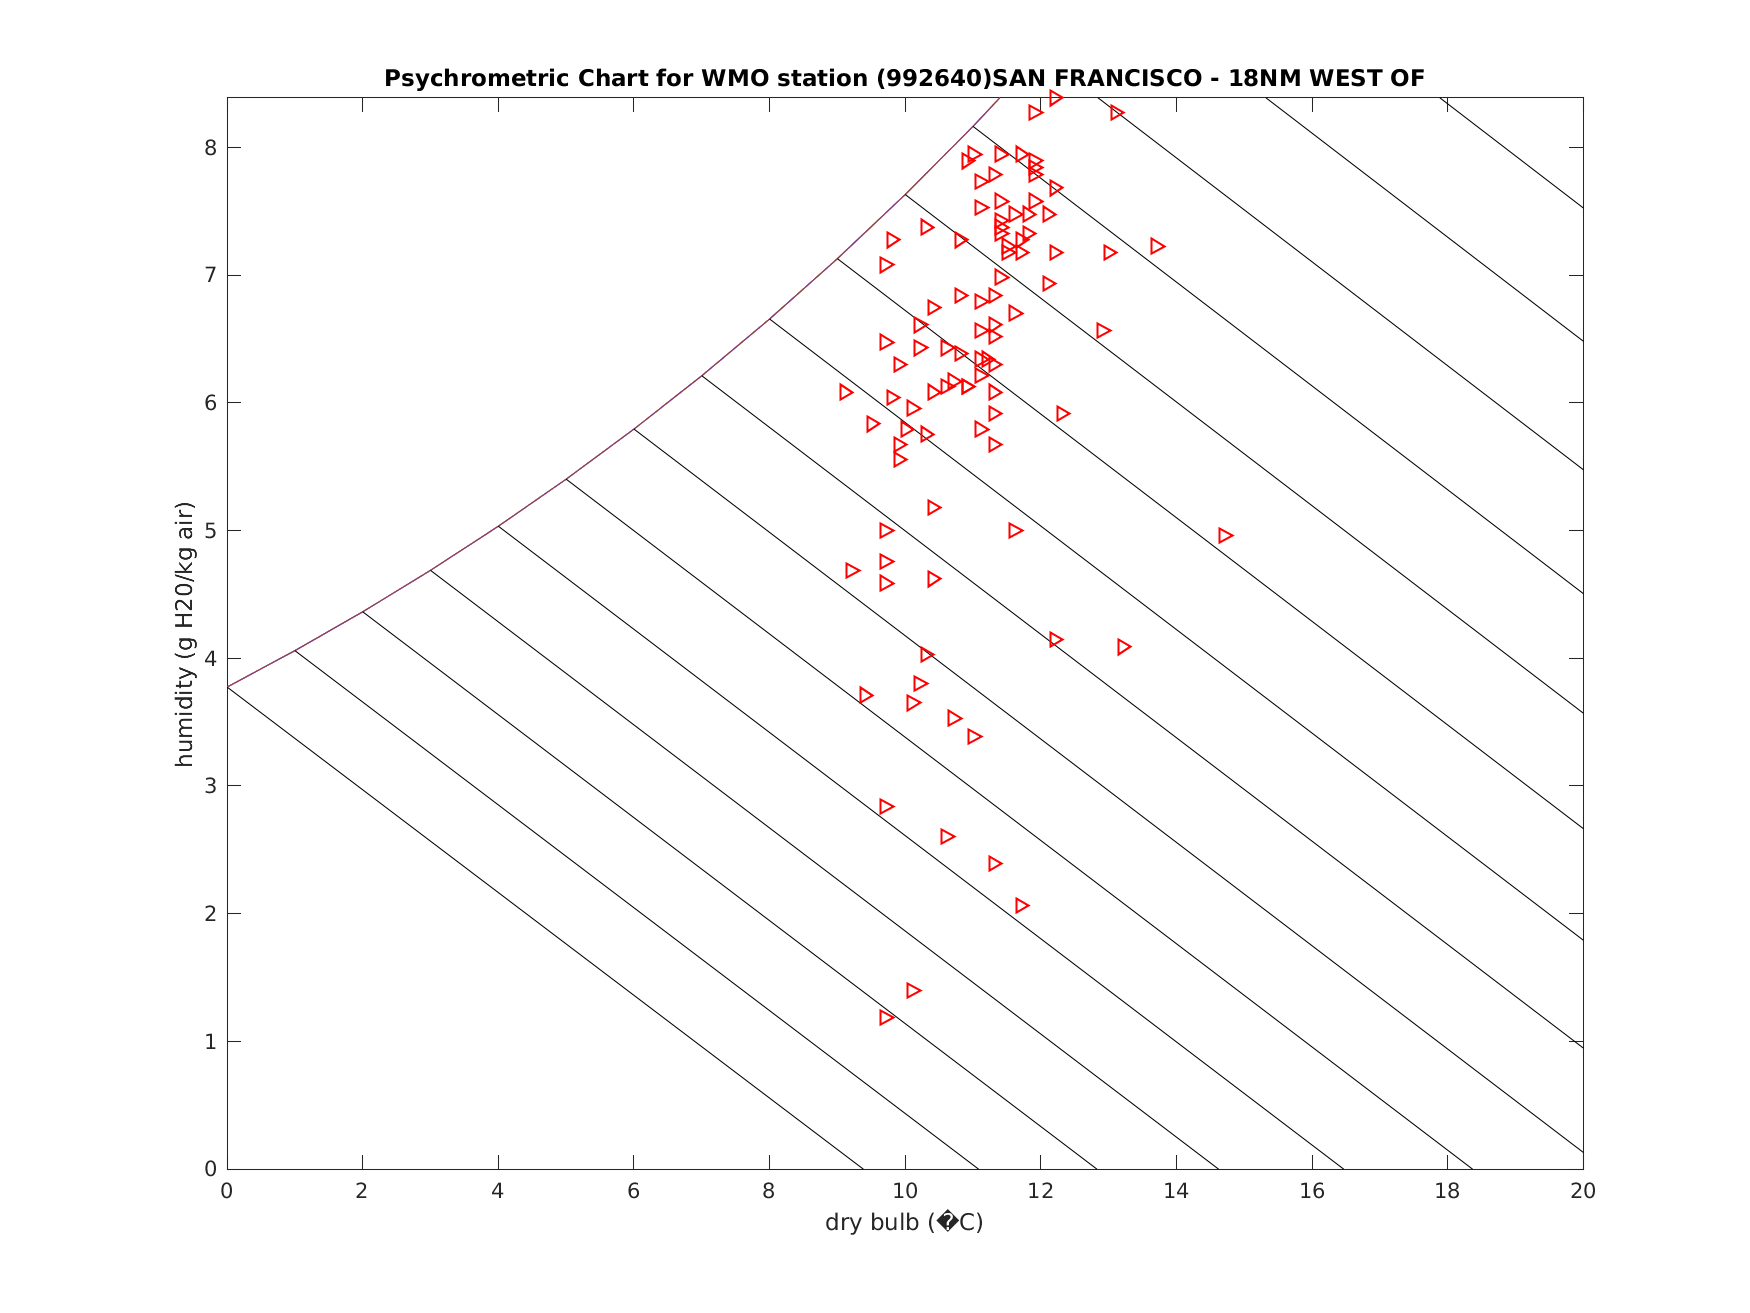 Psychrometric Chart for WMO station (992640)SAN FRANCISCO - 18NM WEST OF
humidity (g H20/kg air)
8
7
6
5
4
3
2
1
0
0 2 4 6 8 10 12 14 16 18 20
dry bulb (�C)